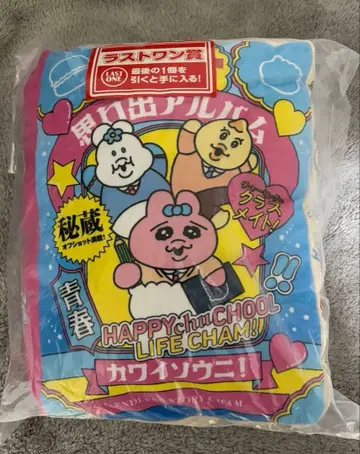 ラストワン賞
LAST ONE
最後の1個を
引くと手に入る!
思い出アルバム
秘蔵
オフショット満載!
クラス
メイト!
!!
青春
HAPPY chu CHOOL
LIFE CHAM!!
カワイソウニ!
ENDLESS STORY CHAM